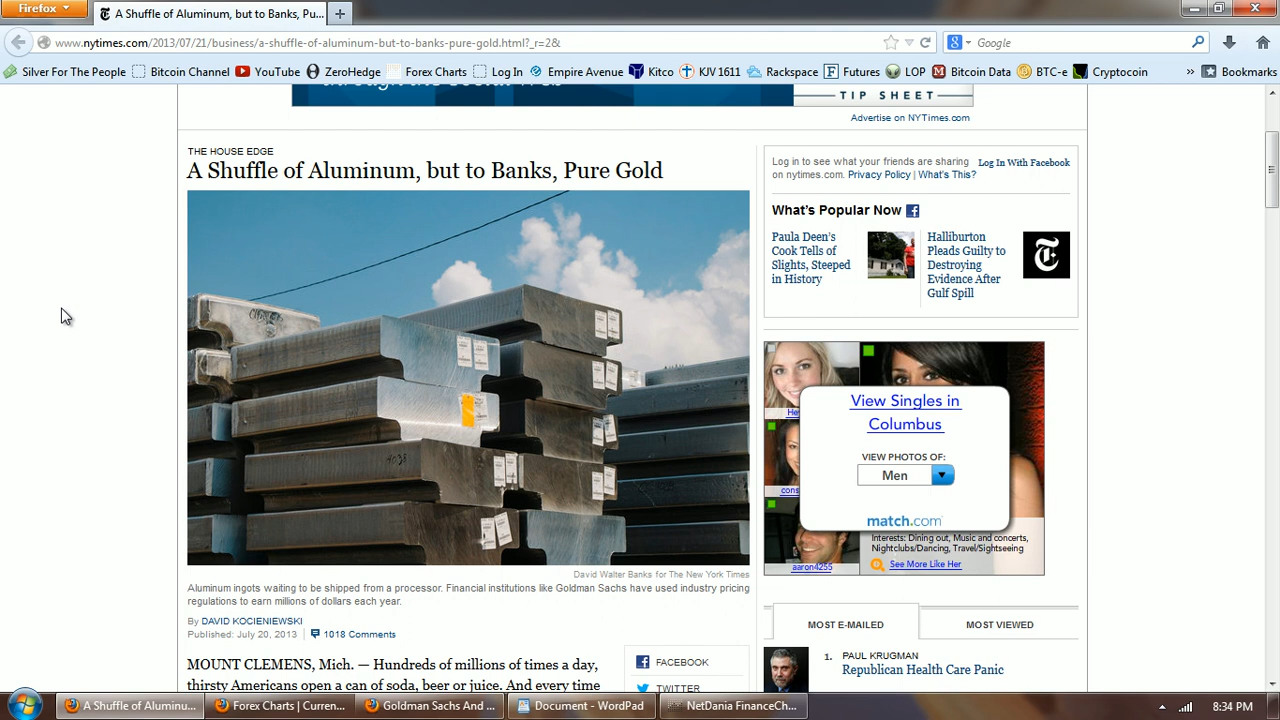 Firefox
A Shuffle of Aluminum, but to Banks, Pu...
www.nytimes.com/2013/07/21/business/a-shuffle-of-aluminum-but-to-banks-pure-gold.html?_r=2&
Google
Silver For The People
Bitcoin Channel
YouTube
ZeroHedge
Forex Charts
Log In
Empire Avenue
Kitco
KJV 1611
Rackspace
Futures
LOP
Bitcoin Data
BTC-e
Cryptocoin
»
Bookmarks
through the Social Web
TIP SHEET
Advertise on NYTimes.com
THE HOUSE EDGE
A Shuffle of Aluminum, but to Banks, Pure Gold
David Walter Banks for The New York Times
Aluminum ingots waiting to be shipped from a processor. Financial institutions like Goldman Sachs have used industry pricing
regulations to earn millions of dollars each year.
By DAVID KOCIENIEWSKI
Published: July 20, 2013
1018 Comments
MOUNT CLEMENS, Mich. — Hundreds of millions of times a day,
thirsty Americans open a can of soda, beer or juice. And every time
FACEBOOK
TWITTER
Log in to see what your friends are sharing
on nytimes.com. Privacy Policy | What's This?
Log In With Facebook
What's Popular Now
Paula Deen's
Cook Tells of
Slights, Steeped
in History
Halliburton
Pleads Guilty to
Destroying
Evidence After
Gulf Spill
View Singles in
Columbus
VIEW PHOTOS OF:
Men
match.com
He
cons
aaron4255
Interests: Dining out, Music and concerts,
Nightclubs/Dancing, Travel/Sightseeing
See More Like Her
MOST E-MAILED
MOST VIEWED
1.
PAUL KRUGMAN
Republican Health Care Panic
A Shuffle of Aluminu...
Forex Charts | Curren...
Goldman Sachs And ...
Document - WordPad
NetDania FinanceCh...
8:34 PM